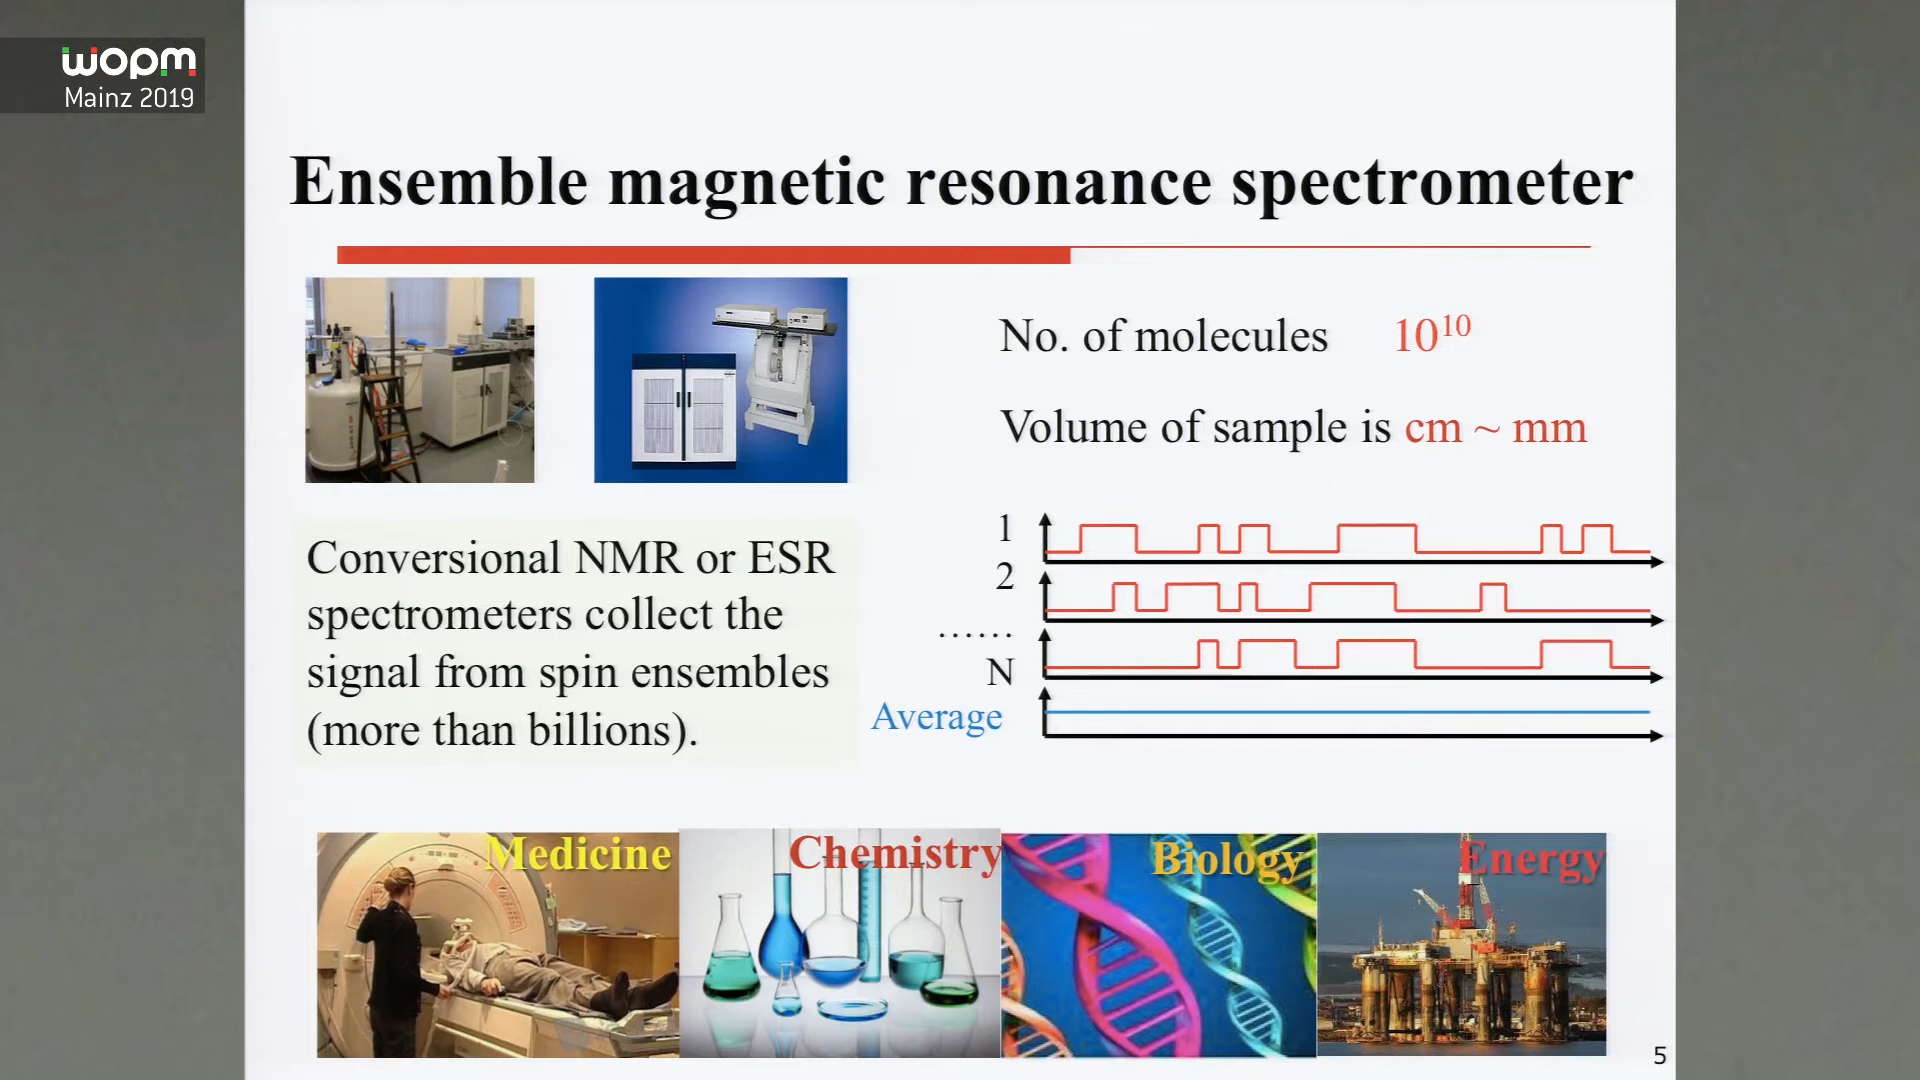 wopm
Mainz 2019
Ensemble magnetic resonance spectrometer
No. of molecules 10¹⁰
Volume of sample is cm ~ mm
Conversional NMR or ESR
spectrometers collect the
signal from spin ensembles
(more than billions).
1
2
……
N
Average
Medicine
Chemistry
Biology
Energy
5